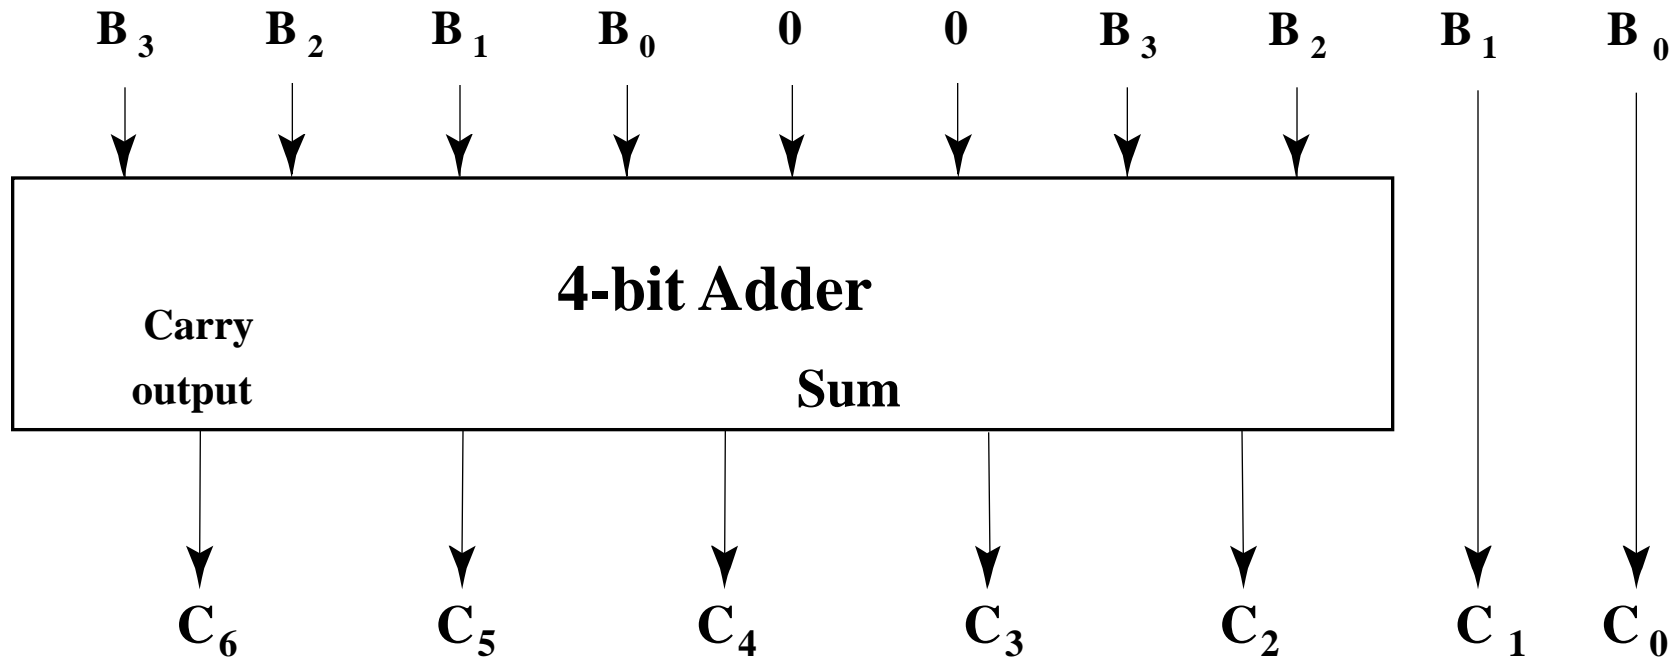 B₃ B₂ B₁ B₀ 0 0 B₃ B₂ B₁ B₀
4-bit Adder
Carry
output
Sum
C₆ C₅ C₄ C₃ C₂ C₁ C₀